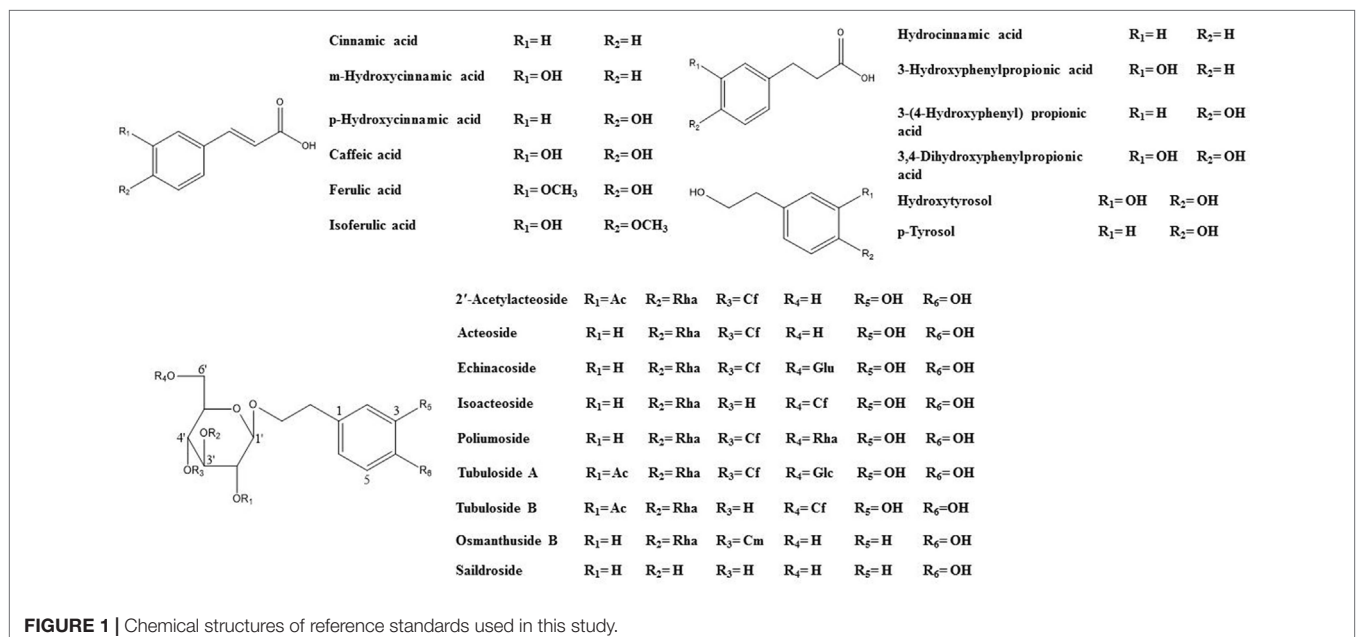 Cinnamic acid R₁=H R₂=H
m-Hydroxycinnamic acid R₁=OH R₂=H
p-Hydroxycinnamic acid R₁=H R₂=OH
Caffeic acid R₁=OH R₂=OH
Ferulic acid R₁=OCH₃ R₂=OH
Isoferulic acid R₁=OH R₂=OCH₃
R₁
R₂
O
OH
Hydrocinnamic acid R₁=H R₂=H
3-Hydroxyphenylpropionic acid R₁=OH R₂=H
3-(4-Hydroxyphenyl) propionic
acid R₁=H R₂=OH
3,4-Dihydroxyphenylpropionic
acid R₁=OH R₂=OH
R₁
R₂
O
OH
Hydroxytyrosol R₁=OH R₂=OH
p-Tyrosol R₁=H R₂=OH
HO
R₁
R₂
2′-Acetylacteoside R₁=Ac R₂=Rha R₃=Cf R₄=H R₅=OH R₆=OH
Acteoside R₁=H R₂=Rha R₃=Cf R₄=H R₅=OH R₆=OH
Echinacoside R₁=H R₂=Rha R₃=Cf R₄=Glu R₅=OH R₆=OH
Isoacteoside R₁=H R₂=Rha R₃=H R₄=Cf R₅=OH R₆=OH
Poliumoside R₁=H R₂=Rha R₃=Cf R₄=Rha R₅=OH R₆=OH
Tubuloside A R₁=Ac R₂=Rha R₃=Cf R₄=Glc R₅=OH R₆=OH
Tubuloside B R₁=Ac R₂=Rha R₃=H R₄=Cf R₅=OH R₆=OH
Osmanthuside B R₁=H R₂=Rha R₃=Cm R₄=H R₅=H R₆=OH
Saildroside R₁=H R₂=H R₃=H R₄=H R₅=H R₆=OH
R₄O
6'
O
O
1
3
R₅
4'
OR₂
1'
OR₃
3'
5
R₆
OR₁
FIGURE 1 | Chemical structures of reference standards used in this study.